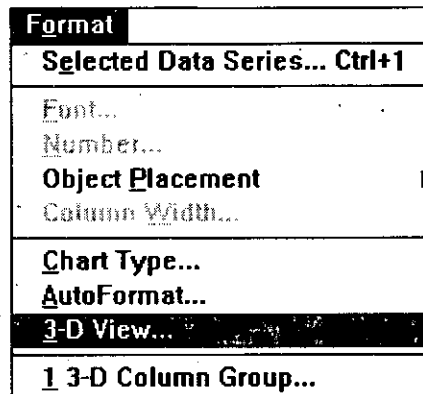 Format
Selected Data Series... Ctrl+1
Font...
Number...
Object Placement
Column Width...
Chart Type...
AutoFormat...
3-D View...
1 3-D Column Group...